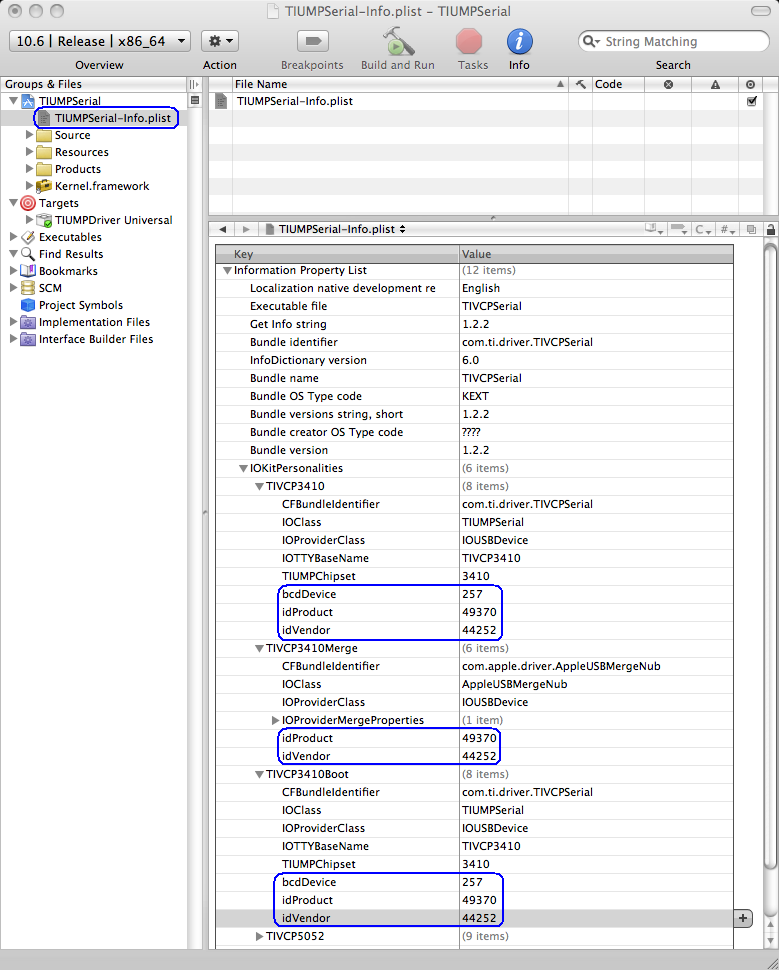 TIUMPSerial-Info.plist – TIUMPSerial
10.6 | Release | x86_64
String Matching
Overview Action Breakpoints Build and Run Tasks Info Search
Groups & Files
TIUMPSerial
TIUMPSerial-Info.plist
Source
Resources
Products
Kernel.framework
Targets
TIUMPDriver Universal
Executables
Find Results
Bookmarks
SCM
Project Symbols
Implementation Files
Interface Builder Files
File Name Code
TIUMPSerial-Info.plist
TIUMPSerial-Info.plist C #
Key Value
Information Property List (12 items)
Localization native development re English
Executable file TIVCPSerial
Get Info string 1.2.2
Bundle identifier com.ti.driver.TIVCPSerial
InfoDictionary version 6.0
Bundle name TIVCPSerial
Bundle OS Type code KEXT
Bundle versions string, short 1.2.2
Bundle creator OS Type code ????
Bundle version 1.2.2
IOKitPersonalities (6 items)
TIVCP3410 (8 items)
CFBundleIdentifier com.ti.driver.TIVCPSerial
IOClass TIUMPSerial
IOProviderClass IOUSBDevice
IOTTYBaseName TIVCP3410
TIUMPChipset 3410
bcdDevice 257
idProduct 49370
idVendor 44252
TIVCP3410Merge (6 items)
CFBundleIdentifier com.apple.driver.AppleUSBMergeNub
IOClass AppleUSBMergeNub
IOProviderClass IOUSBDevice
IOProviderMergeProperties (1 item)
idProduct 49370
idVendor 44252
TIVCP3410Boot (8 items)
CFBundleIdentifier com.ti.driver.TIVCPSerial
IOClass TIUMPSerial
IOProviderClass IOUSBDevice
IOTTYBaseName TIVCP3410
TIUMPChipset 3410
bcdDevice 257
idProduct 49370
idVendor 44252
TIVCP5052 (9 items)